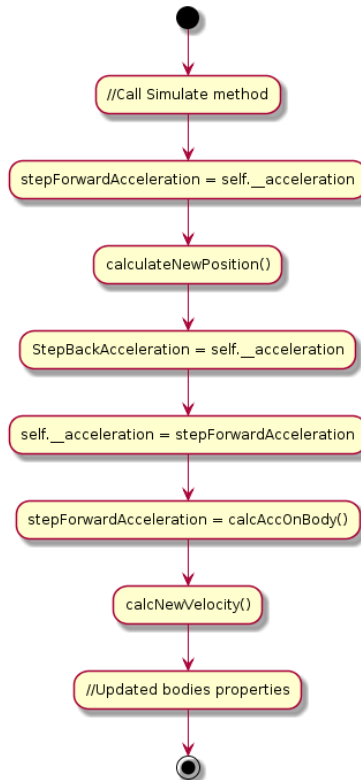 //Call Simulate method
stepForwardAcceleration = self.__acceleration
calculateNewPosition()
StepBackAcceleration = self.__acceleration
self.__acceleration = stepForwardAcceleration
stepForwardAcceleration = calcAccOnBody()
calcNewVelocity()
//Updated bodies properties